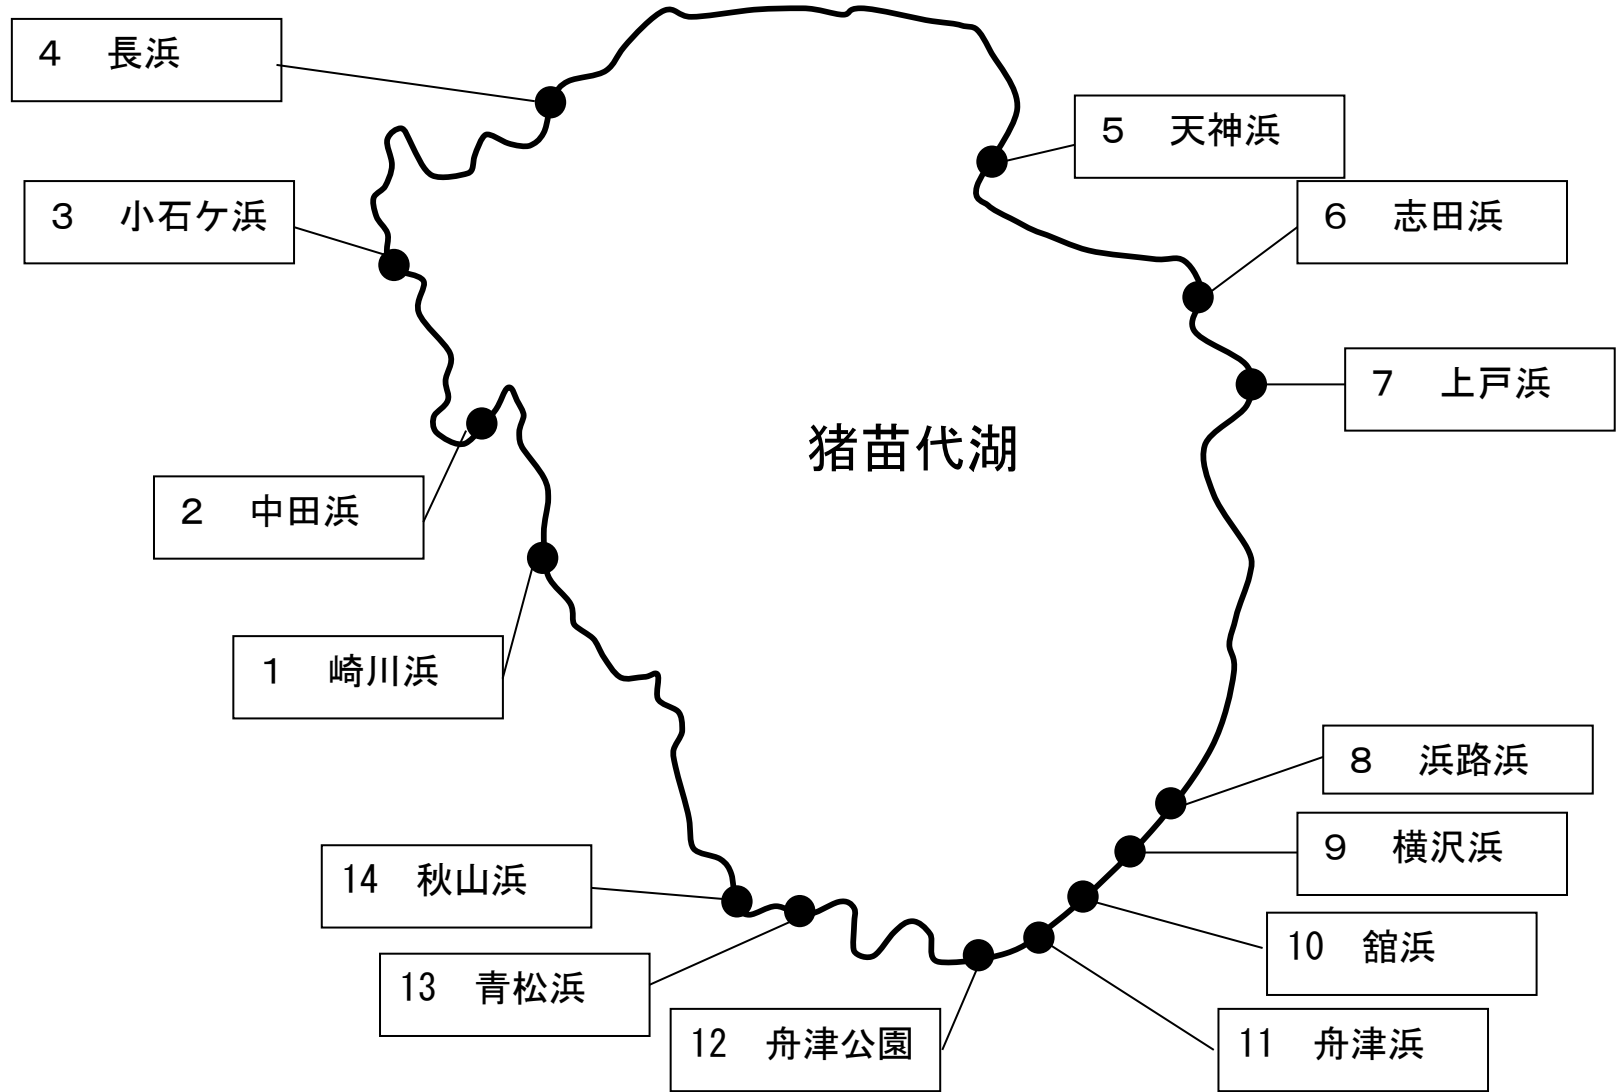 4 長浜
5 天神浜
3 小石ケ浜
6 志田浜
7 上戸浜
猪苗代湖
2 中田浜
1 崎川浜
8 浜路浜
9 横沢浜
14 秋山浜
10 舘浜
13 青松浜
12 舟津公園
11 舟津浜